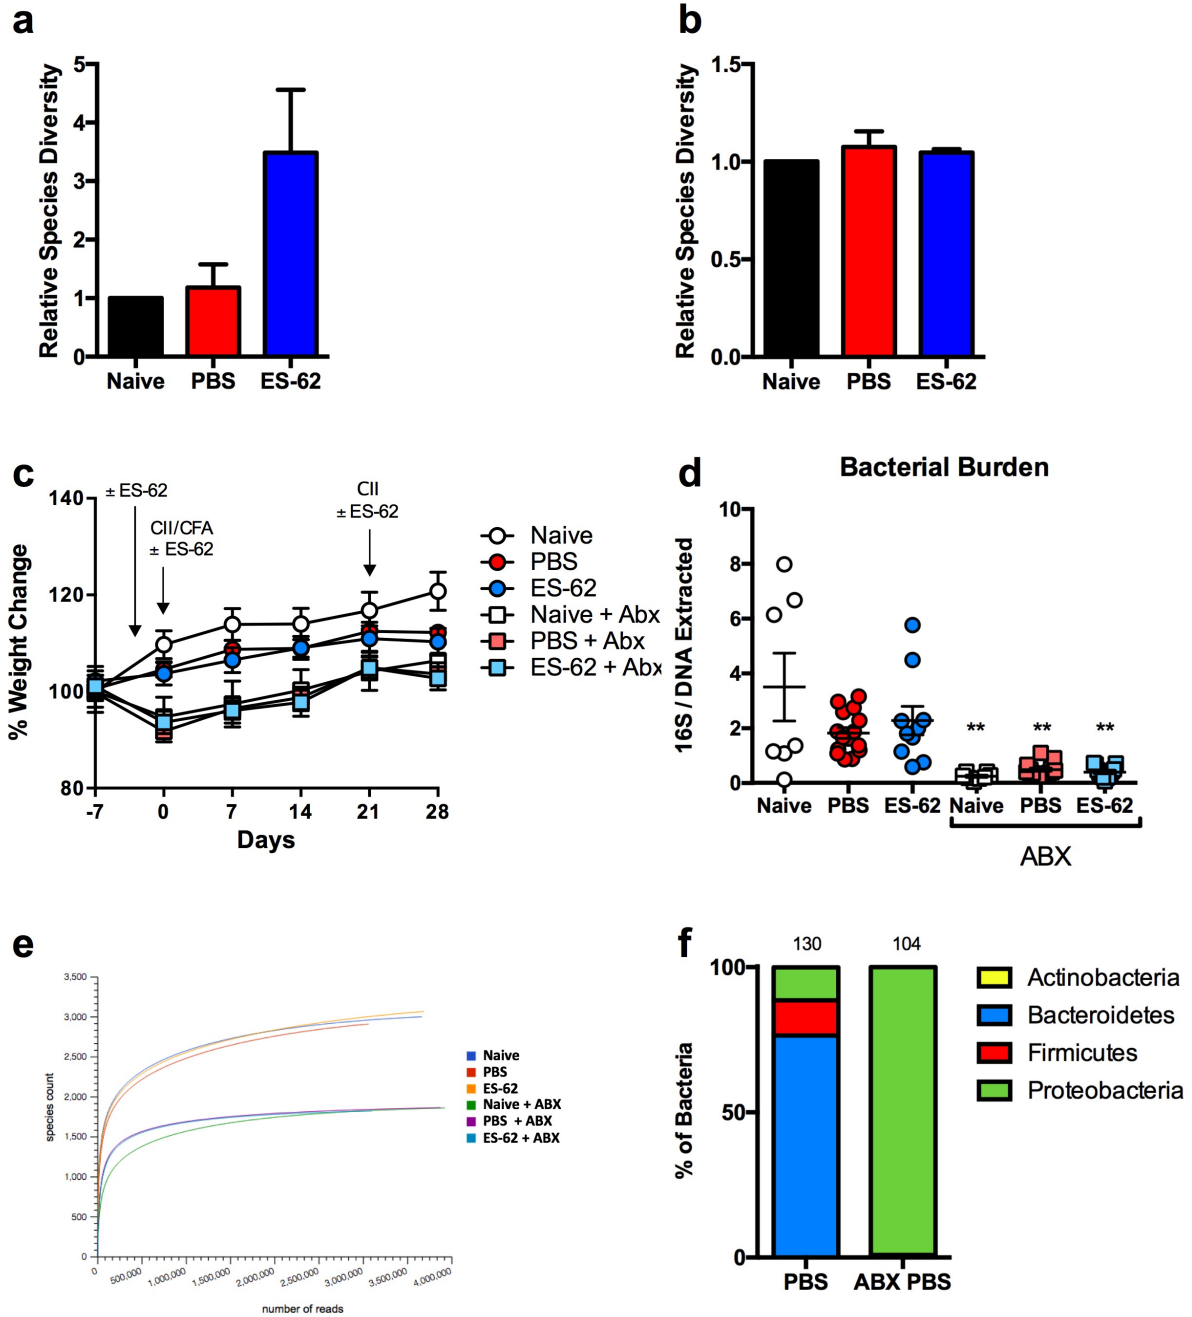 a
Relative Species Diversity
5
4
3
2
1
0
Naive PBS ES-62
b
Relative Species Diversity
1.5
1.0
0.5
0.0
Naive PBS ES-62
c
% Weight Change
140
120
100
80
± ES-62
CII/CFA
± ES-62
CII
± ES-62
-7 0 7 14 21 28
Days
Naive
PBS
ES-62
Naive + Abx
PBS + Abx
ES-62 + Abx
d
Bacterial Burden
16S / DNA Extracted
10
8
6
4
2
0
** ** **
Naive PBS ES-62 Naive PBS ES-62
ABX
e
species count
3,500
3,000
2,500
2,000
1,500
1,000
500
0
0 500,000 1,000,000 1,500,000 2,000,000 2,500,000 3,000,000 3,500,000 4,000,000
number of reads
Naive
PBS
ES-62
Naive + ABX
PBS + ABX
ES-62 + ABX
f
% of Bacteria
130 104
100
50
0
PBS ABX PBS
Actinobacteria
Bacteroidetes
Firmicutes
Proteobacteria